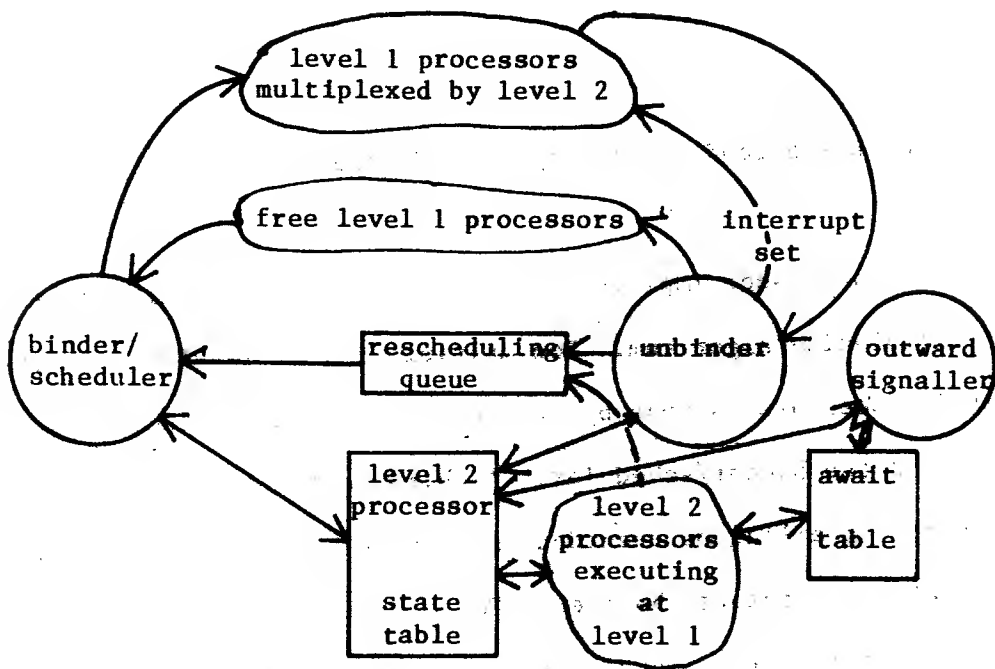 level 1 processors
multiplexed by level 2
free level 1 processors
interrupt
set
binder/
scheduler
rescheduling
queue
unbinder
outward
signaller
level 2
processor
state
table
level 2
processors
executing
at
level 1
await
table